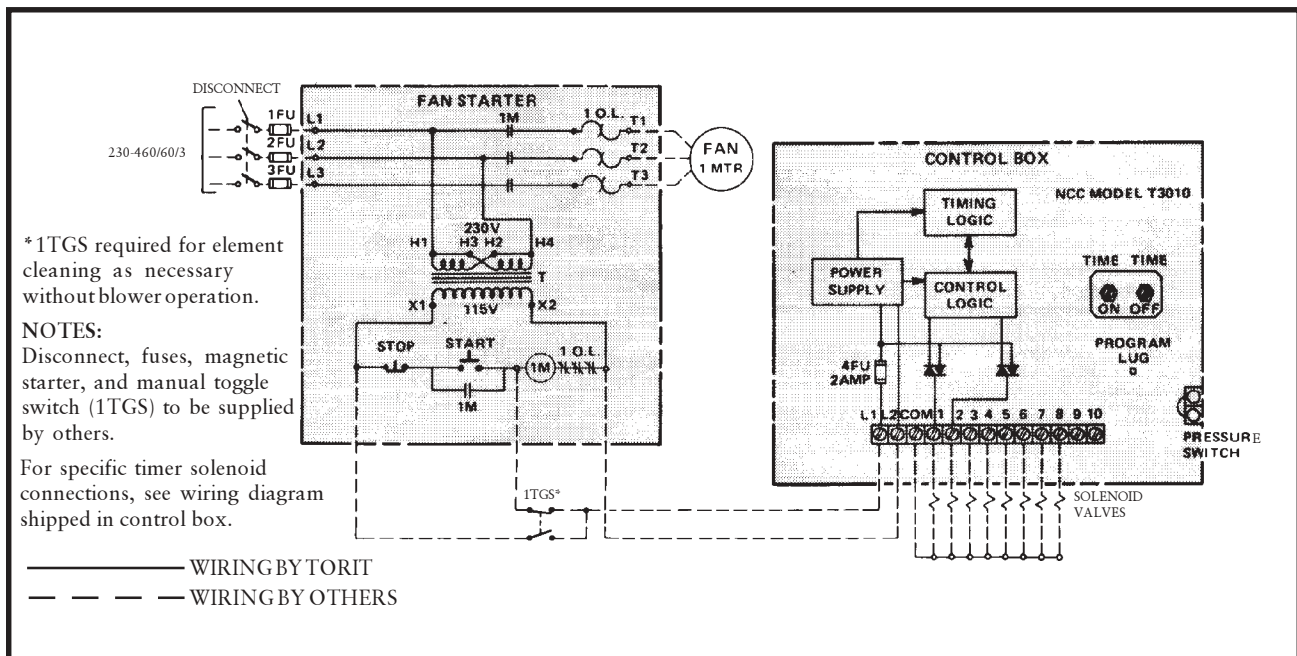 DISCONNECT
230-460/60/3
1FU
2FU
3FU
L1
L2
L3
FAN STARTER
1M
1 O.L.
T1
T2
T3
FAN
1 MTR
230V
H1 H3 H2 H4
T
X1 115V X2
STOP
START
1M
1 O.L.
1M
*1TGS required for element
cleaning as necessary
without blower operation.
NOTES:
Disconnect, fuses, magnetic
starter, and manual toggle
switch (1TGS) to be supplied
by others.
For specific timer solenoid
connections, see wiring diagram
shipped in control box.
WIRING BY TORIT
WIRING BY OTHERS
1TGS*
CONTROL BOX
NCC MODEL T3010
TIMING
LOGIC
POWER
SUPPLY
CONTROL
LOGIC
TIME TIME
ON OFF
PROGRAM
LUG
4FU
2AMP
L1 L2 COM 1 2 3 4 5 6 7 8 9 10
PRESSURE
SWITCH
SOLENOID
VALVES